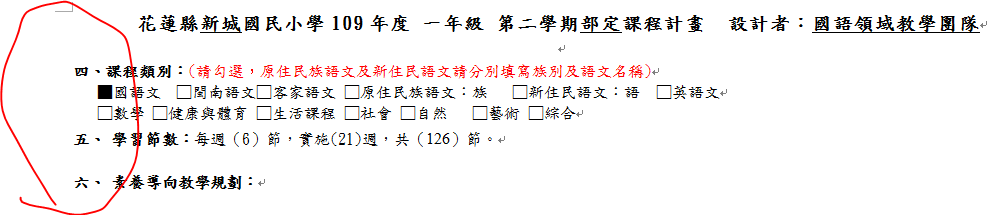 花蓮縣新城國民小學 109 年度 一年級 第二學期部定課程計畫 設計者：國語領域教學團隊
四、課程類別：(請勾選，原住民族語文及新住民語文請分別填寫族別及語文名稱)
■國語文 □閩南語文□客家語文 □原住民族語文：族 □新住民語文：語 □英語文
□數學 □健康與體育 □生活課程 □社會 □自然 □藝術 □綜合
五、 學習節數：每週（6）節，實施(21)週，共（126）節。
六、 素養導向教學規劃：